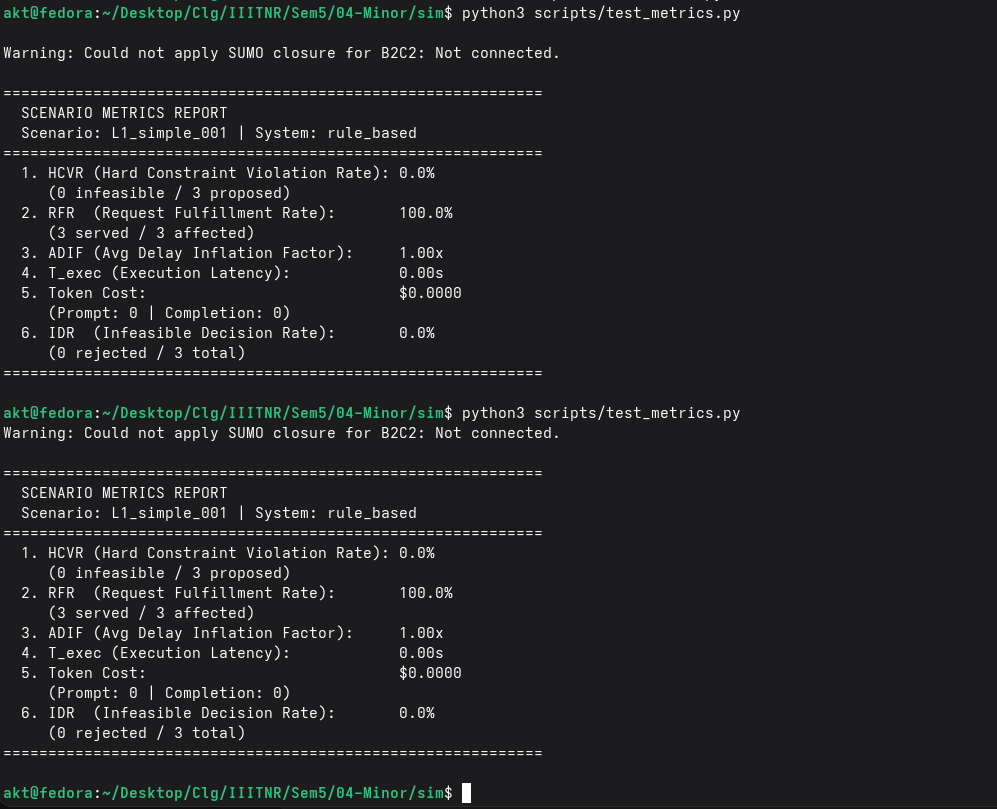 akt@fedora:~/Desktop/Clg/IIITNR/Sem5/04-Minor/sim$ python3 scripts/test_metrics.py
Warning: Could not apply SUMO closure for B2C2: Not connected.
============================================================
SCENARIO METRICS REPORT
Scenario: L1_simple_001 | System: rule_based
============================================================
1. HCVR (Hard Constraint Violation Rate): 0.0%
(0 infeasible / 3 proposed)
2. RFR  (Request Fulfillment Rate):       100.0%
(3 served / 3 affected)
3. ADIF (Avg Delay Inflation Factor):     1.00x
4. T_exec (Execution Latency):            0.00s
5. Token Cost:                            $0.0000
(Prompt: 0 | Completion: 0)
6. IDR  (Infeasible Decision Rate):       0.0%
(0 rejected / 3 total)
============================================================
akt@fedora:~/Desktop/Clg/IIITNR/Sem5/04-Minor/sim$ python3 scripts/test_metrics.py
Warning: Could not apply SUMO closure for B2C2: Not connected.
============================================================
SCENARIO METRICS REPORT
Scenario: L1_simple_001 | System: rule_based
============================================================
1. HCVR (Hard Constraint Violation Rate): 0.0%
(0 infeasible / 3 proposed)
2. RFR  (Request Fulfillment Rate):       100.0%
(3 served / 3 affected)
3. ADIF (Avg Delay Inflation Factor):     1.00x
4. T_exec (Execution Latency):            0.00s
5. Token Cost:                            $0.0000
(Prompt: 0 | Completion: 0)
6. IDR  (Infeasible Decision Rate):       0.0%
(0 rejected / 3 total)
============================================================
akt@fedora:~/Desktop/Clg/IIITNR/Sem5/04-Minor/sim$